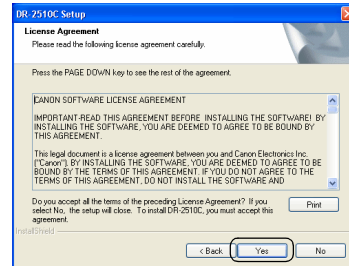 DR-2510C Setup
License Agreement
Please read the following license agreement carefully.
Press the PAGE DOWN key to see the rest of the agreement.
CANON SOFTWARE LICENSE AGREEMENT
IMPORTANT-READ THIS AGREEMENT BEFORE INSTALLING THE SOFTWARE! BY
INSTALLING THE SOFTWARE, YOU ARE DEEMED TO AGREE TO BE BOUND BY
THIS AGREEMENT.
This legal document is a license agreement between you and Canon Electronics Inc.
("Canon"). BY INSTALLING THE SOFTWARE, YOU ARE DEEMED TO AGREE TO BE
BOUND BY THE TERMS OF THIS AGREEMENT. IF YOU DO NOT AGREE TO THE
TERMS OF THIS AGREEMENT, DO NOT INSTALL THE SOFTWARE AND
Do you accept all the terms of the preceding License Agreement? If you
select No, the setup will close. To install DR-2510C, you must accept this
agreement.
Print
InstallShield
< Back
Yes
No